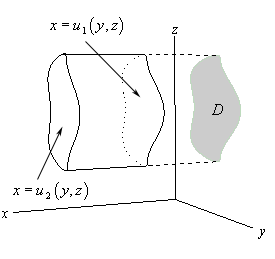 x = u₁(y, z)
z
D
x = u₂(y, z)
x
y